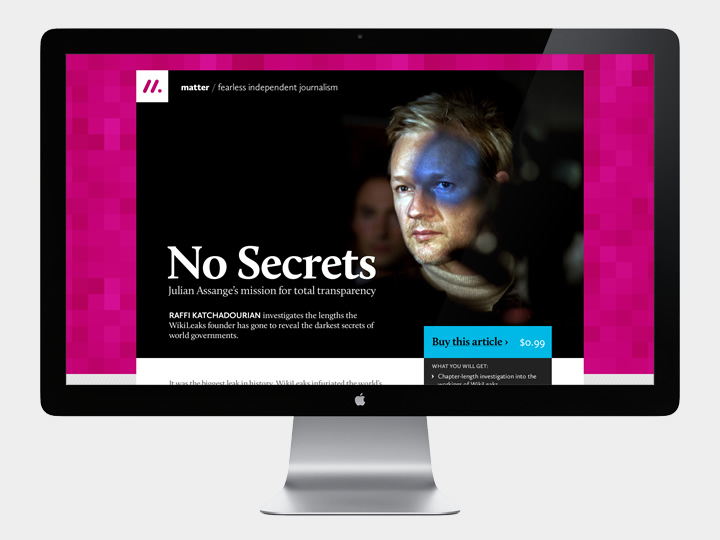 matter / fearless independent journalism
No Secrets
Julian Assange's mission for total transparency
RAFFI KATCHADOURIAN investigates the lengths the
WikiLeaks founder has gone to reveal the darkest secrets of
world governments.
Buy this article › $0.99
WHAT YOU WILL GET:
Chapter-length investigation into the
workings of WikiLeaks
It was the biggest leak in history. WikiLeaks infuriated the world's